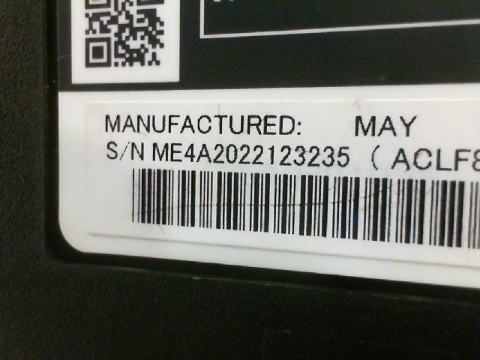 MANUFACTURED: MAY
S/N ME4A2022123235 ( ACLF8